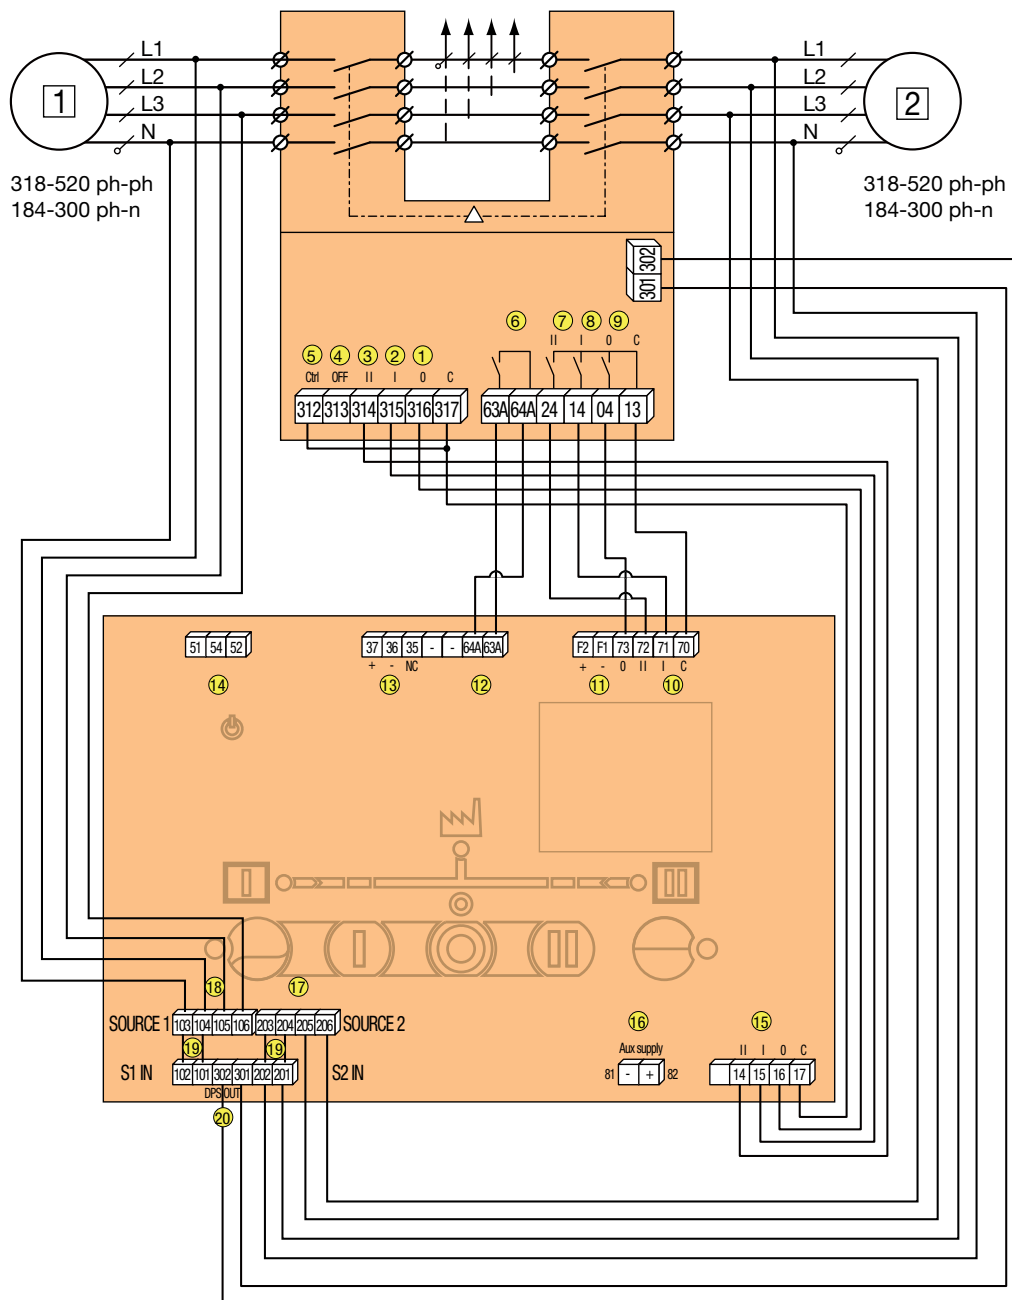 L1 L1
L2 L2
1 L3 L3 2
N N
318-520 ph-ph 318-520 ph-ph
184-300 ph-n 184-300 ph-n
302
301
6 7 8 9
II I 0 C
5 4 3 2 1
Ctrl OFF II I 0 C
312 313 314 315 316 317 63A 64A 24 14 04 13
51 54 52 37 36 35 - - 64A 63A F2 F1 73 72 71 70
+ - NC + - 0 II I C
14 13 12 11 10
18 17
SOURCE 1 103 104 105 106 203 204 205 206 SOURCE 2
16 15
19 19 Aux supply II I 0 C
S1 IN 102 101 302 301 202 201 S2 IN 81 - + 82 14 15 16 17
DPS OUT
20